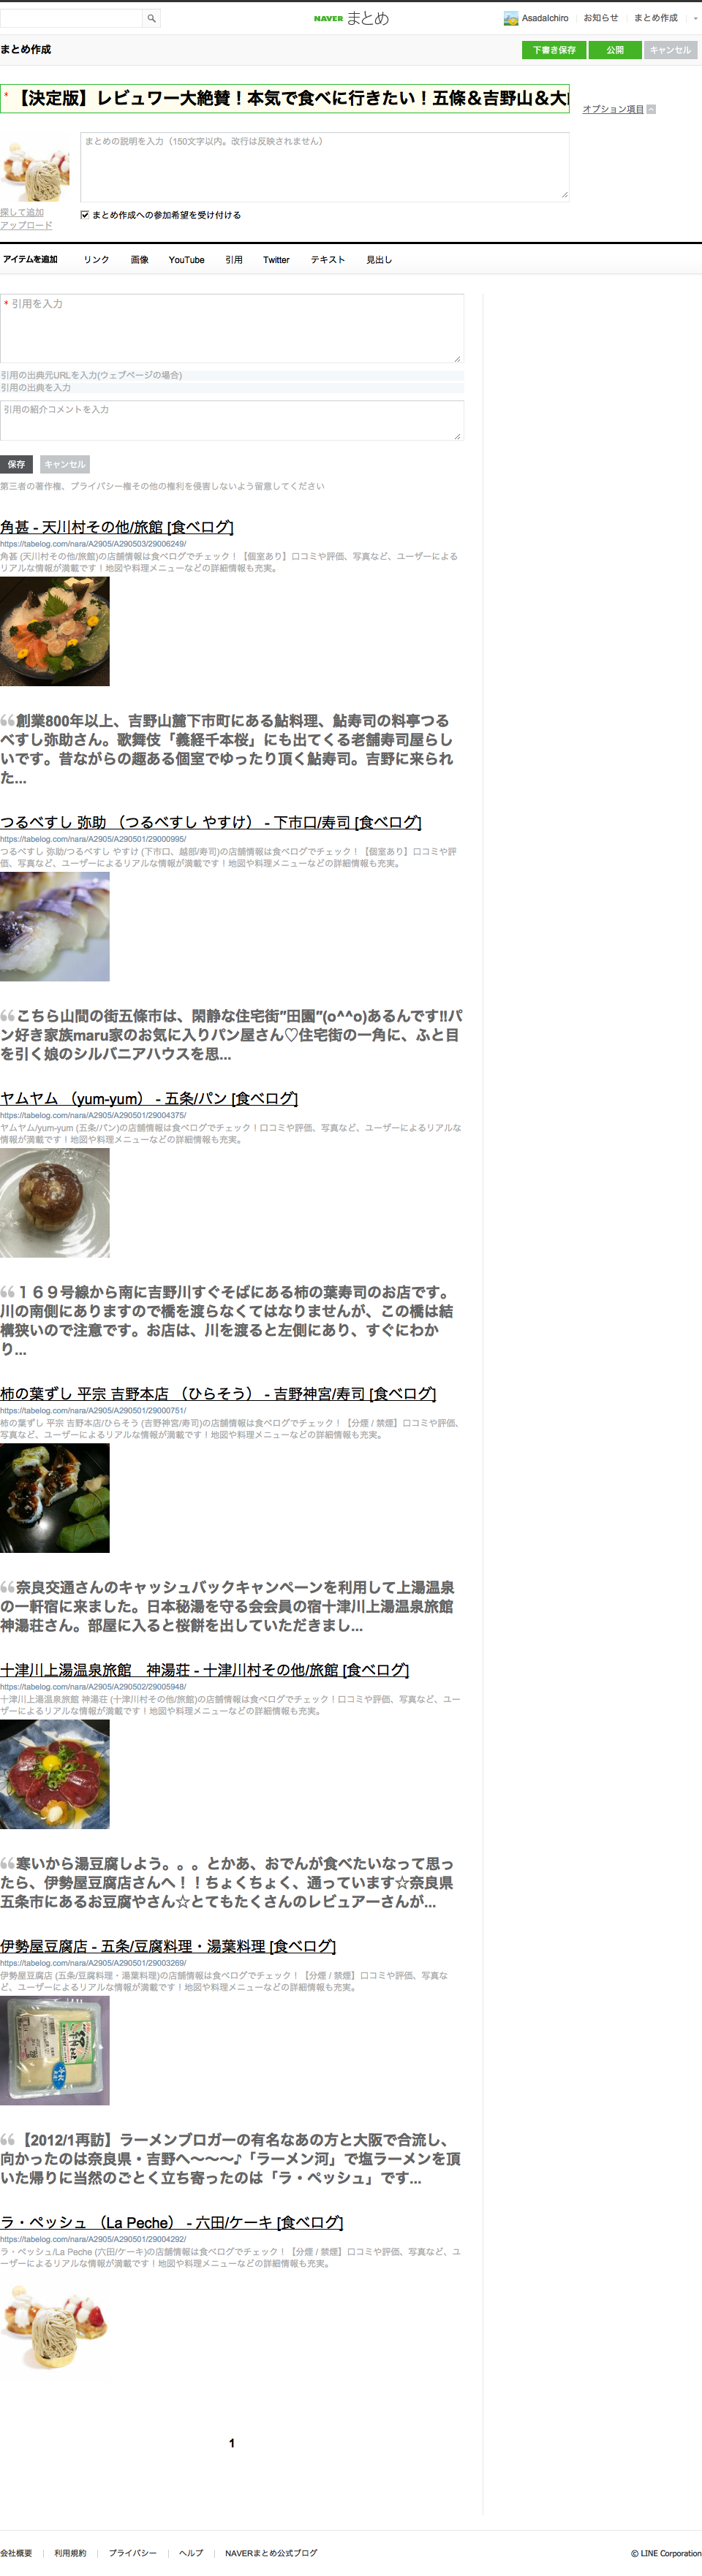 NAVER まとめ
AsadaIchiro お知らせ まとめ作成
まとめ作成
下書き保存 公開 キャンセル
* 【決定版】レビュワー大絶賛！本気で食べに行きたい！五條＆吉野山＆大
オプション項目
まとめの説明を入力（150文字以内。改行は反映されません）
探して追加
アップロード
まとめ作成への参加希望を受け付ける
アイテムを追加 リンク 画像 YouTube 引用 Twitter テキスト 見出し
* 引用を入力
引用の出典元URLを入力(ウェブページの場合)
引用の出典を入力
引用の紹介コメントを入力
保存 キャンセル
第三者の著作権、プライバシー権その他の権利を侵害しないよう留意してください
角甚 - 天川村その他/旅館 [食べログ]
https://tabelog.com/nara/A2905/A290503/29006249/
角甚 (天川村その他/旅館)の店舗情報は食べログでチェック！【個室あり】口コミや評価、写真など、ユーザーによる
リアルな情報が満載です！地図や料理メニューなどの詳細情報も充実。
“創業800年以上、吉野山麓下市町にある鮎料理、鮎寿司の料亭つる
べすし弥助さん。歌舞伎「義経千本桜」にも出てくる老舗寿司屋らし
いです。昔ながらの趣ある個室でゆったり頂く鮎寿司。吉野に来られ
た...
つるべすし 弥助 （つるべすし やすけ） - 下市口/寿司 [食べログ]
https://tabelog.com/nara/A2905/A290501/29000995/
つるべすし 弥助/つるべすし やすけ (下市口、越部/寿司)の店舗情報は食べログでチェック！【個室あり】口コミや評
価、写真など、ユーザーによるリアルな情報が満載です！地図や料理メニューなどの詳細情報も充実。
“こちら山間の街五條市は、閑静な住宅街"田園"(o^^o)あるんです!!パ
ン好き家族maru家のお気に入りパン屋さん♡住宅街の一角に、ふと目
を引く娘のシルバニアハウスを思...
ヤムヤム （yum-yum） - 五条/パン [食べログ]
https://tabelog.com/nara/A2905/A290501/29004375/
ヤムヤム/yum-yum (五条/パン)の店舗情報は食べログでチェック！口コミや評価、写真など、ユーザーによるリアルな
情報が満載です！地図や料理メニューなどの詳細情報も充実。
“１６９号線から南に吉野川すぐそばにある柿の葉寿司のお店です。
川の南側にありますので橋を渡らなくてはなりませんが、この橋は結
構狭いので注意です。お店は、川を渡ると左側にあり、すぐにわか
り...
柿の葉ずし 平宗 吉野本店 （ひらそう） - 吉野神宮/寿司 [食べログ]
https://tabelog.com/nara/A2905/A290501/29000751/
柿の葉ずし 平宗 吉野本店/ひらそう (吉野神宮/寿司)の店舗情報は食べログでチェック！【分煙 / 禁煙】口コミや評価、
写真など、ユーザーによるリアルな情報が満載です！地図や料理メニューなどの詳細情報も充実。
“奈良交通さんのキャッシュバックキャンペーンを利用して上湯温泉
の一軒宿に来ました。日本秘湯を守る会会員の宿十津川上湯温泉旅館
神湯荘さん。部屋に入ると桜餅を出していただきまし...
十津川上湯温泉旅館　神湯荘 - 十津川村その他/旅館 [食べログ]
https://tabelog.com/nara/A2905/A290502/29005948/
十津川上湯温泉旅館 神湯荘 (十津川村その他/旅館)の店舗情報は食べログでチェック！口コミや評価、写真など、ユー
ザーによるリアルな情報が満載です！地図や料理メニューなどの詳細情報も充実。
“寒いから湯豆腐しよう。。。とかあ、おでんが食べたいなって思っ
たら、伊勢屋豆腐店さんへ！！ちょくちょく、通っています☆奈良県
五条市にあるお豆腐やさん☆とてもたくさんのレビュアーさんが...
伊勢屋豆腐店 - 五条/豆腐料理・湯葉料理 [食べログ]
https://tabelog.com/nara/A2905/A290501/29003269/
伊勢屋豆腐店 (五条/豆腐料理・湯葉料理)の店舗情報は食べログでチェック！【分煙 / 禁煙】口コミや評価、写真な
ど、ユーザーによるリアルな情報が満載です！地図や料理メニューなどの詳細情報も充実。
“【2012/1再訪】ラーメンブロガーの有名なあの方と大阪で合流し、
向かったのは奈良県・吉野へ〜〜〜♪「ラーメン河」で塩ラーメンを頂
いた帰りに当然のごとく立ち寄ったのは「ラ・ペッシュ」です...
ラ・ペッシュ （La Peche） - 六田/ケーキ [食べログ]
https://tabelog.com/nara/A2905/A290501/29004292/
ラ・ペッシュ/La Peche (六田/ケーキ)の店舗情報は食べログでチェック！【分煙 / 禁煙】口コミや評価、写真など、ユ
ーザーによるリアルな情報が満載です！地図や料理メニューなどの詳細情報も充実。
1
会社概要 利用規約 プライバシー ヘルプ NAVERまとめ公式ブログ
© LINE Corporation